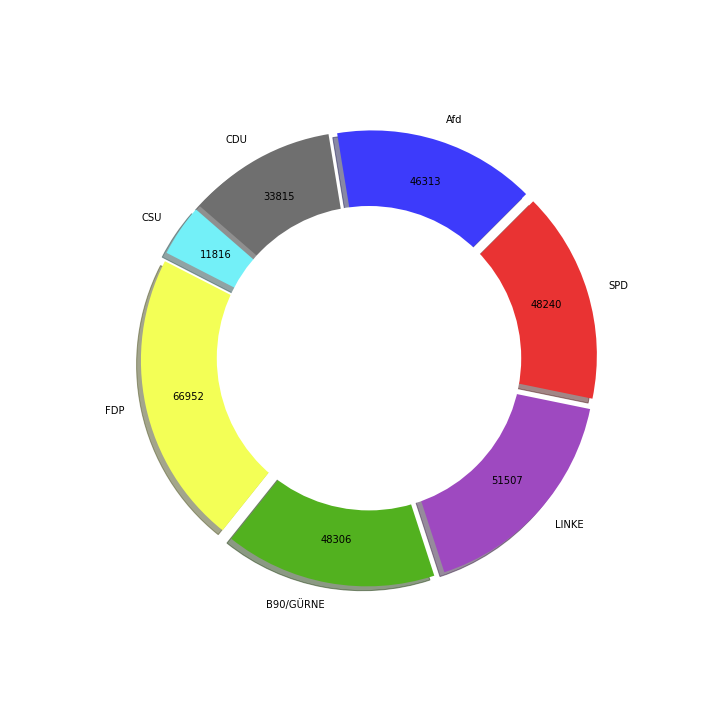 Afd
46313
CDU
33815
CSU
11816
SPD
48240
FDP
66952
LINKE
51507
B90/GÜRNE
48306